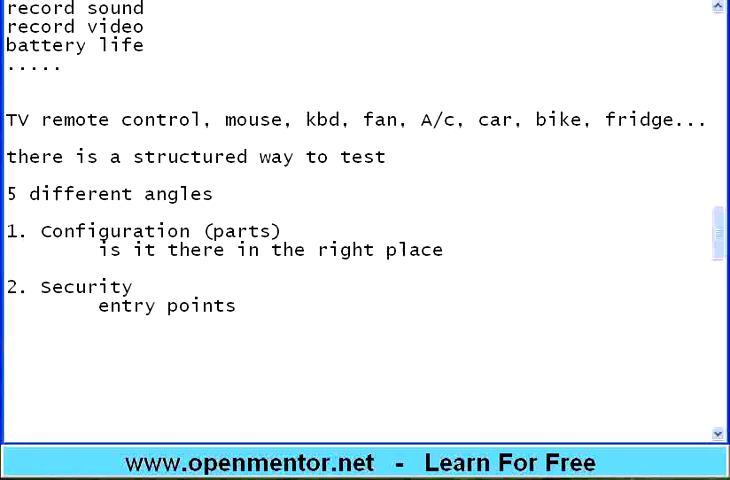 record sound
record video
battery life
.....
TV remote control, mouse, kbd, fan, A/c, car, bike, fridge...
there is a structured way to test
5 different angles
1. Configuration (parts)
is it there in the right place
2. Security
entry points
www.openmentor.net - Learn For Free